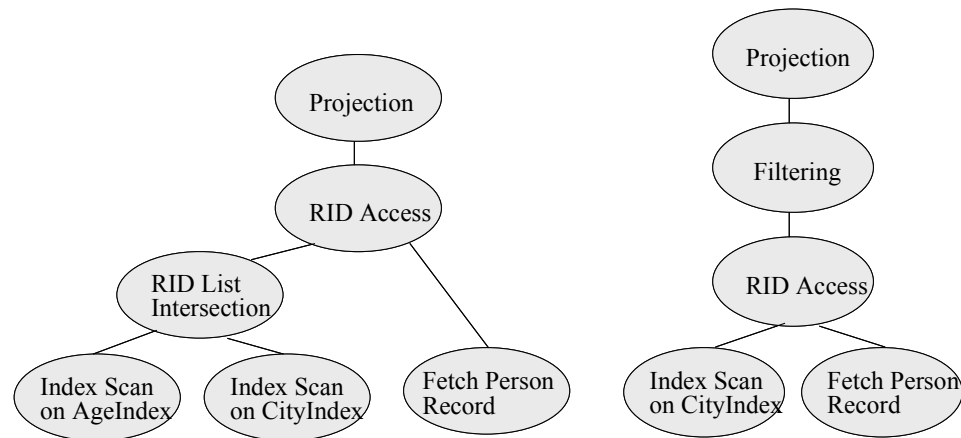 Projection
RID Access
RID List
Intersection
Index Scan
on AgeIndex
Index Scan
on CityIndex
Fetch Person
Record
Projection
Filtering
RID Access
Index Scan
on CityIndex
Fetch Person
Record